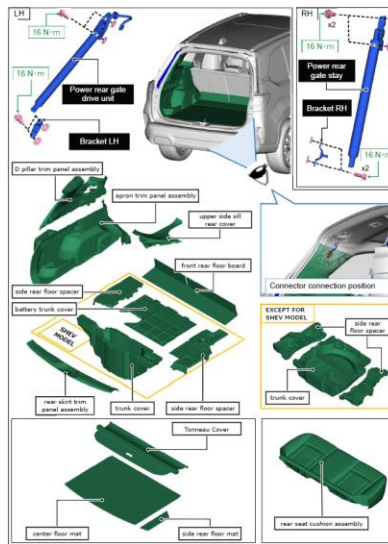 LH
16 N·m
Power rear gate
drive unit
16 N·m
Bracket LH
RH
x2
16 N·m
Power rear
gate stay
Bracket RH
x2
16 N·m
D pillar trim panel assembly
apron trim panel assembly
upper side sill
rear cover
front rear floor board
side rear floor spacer
battery trunk cover
SHEV
MODEL
rear skirt trim
panel assembly
trunk cover
side rear floor spacer
Connector connection position
EXCEPT FOR
SHEV MODEL
side rear
floor spacer
trunk cover
Tonneau Cover
center floor mat
side rear floor mat
rear seat cushion assembly